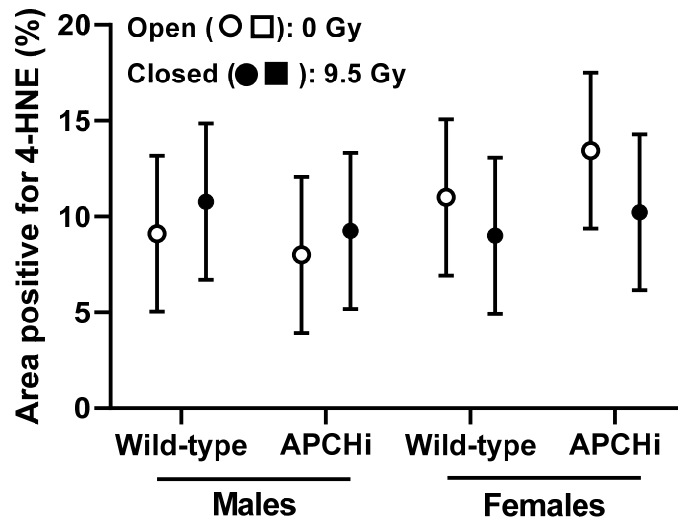 Area positive for 4-HNE (%)
20
15
10
5
0
Open (○ □): 0 Gy
Closed (● ■ ): 9.5 Gy
Wild-type APCHi Wild-type APCHi
Males Females